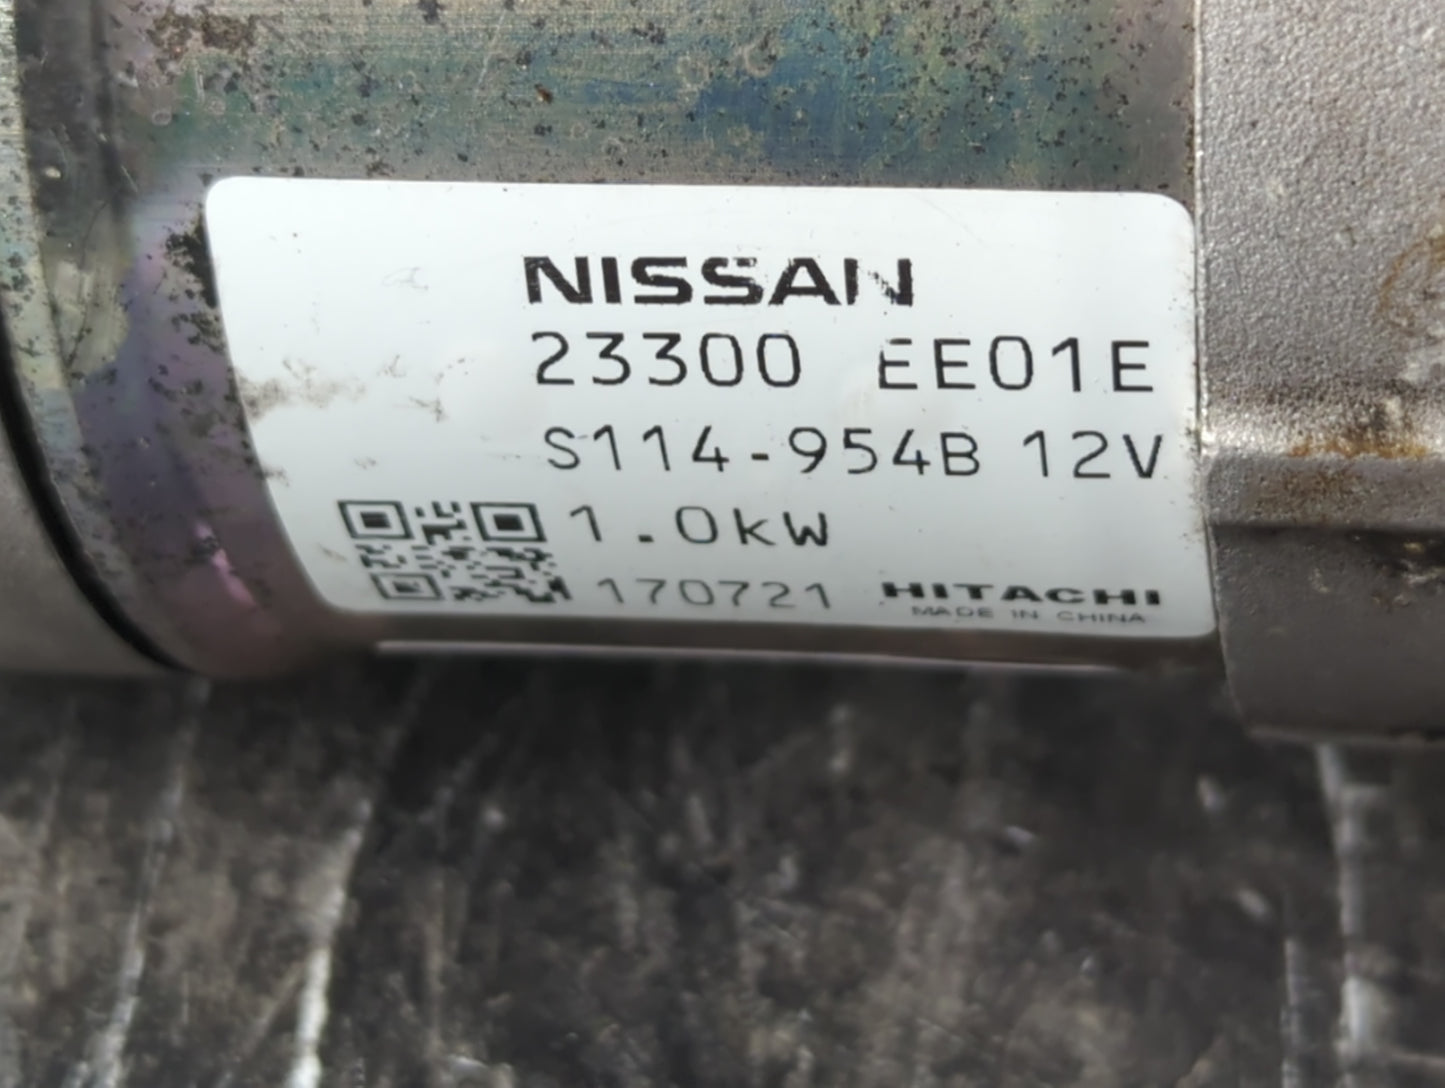 NISSAN
23300 EE01E
S114-954B 12V
1.0kW
170721 HITACHI
MADE IN CHINA